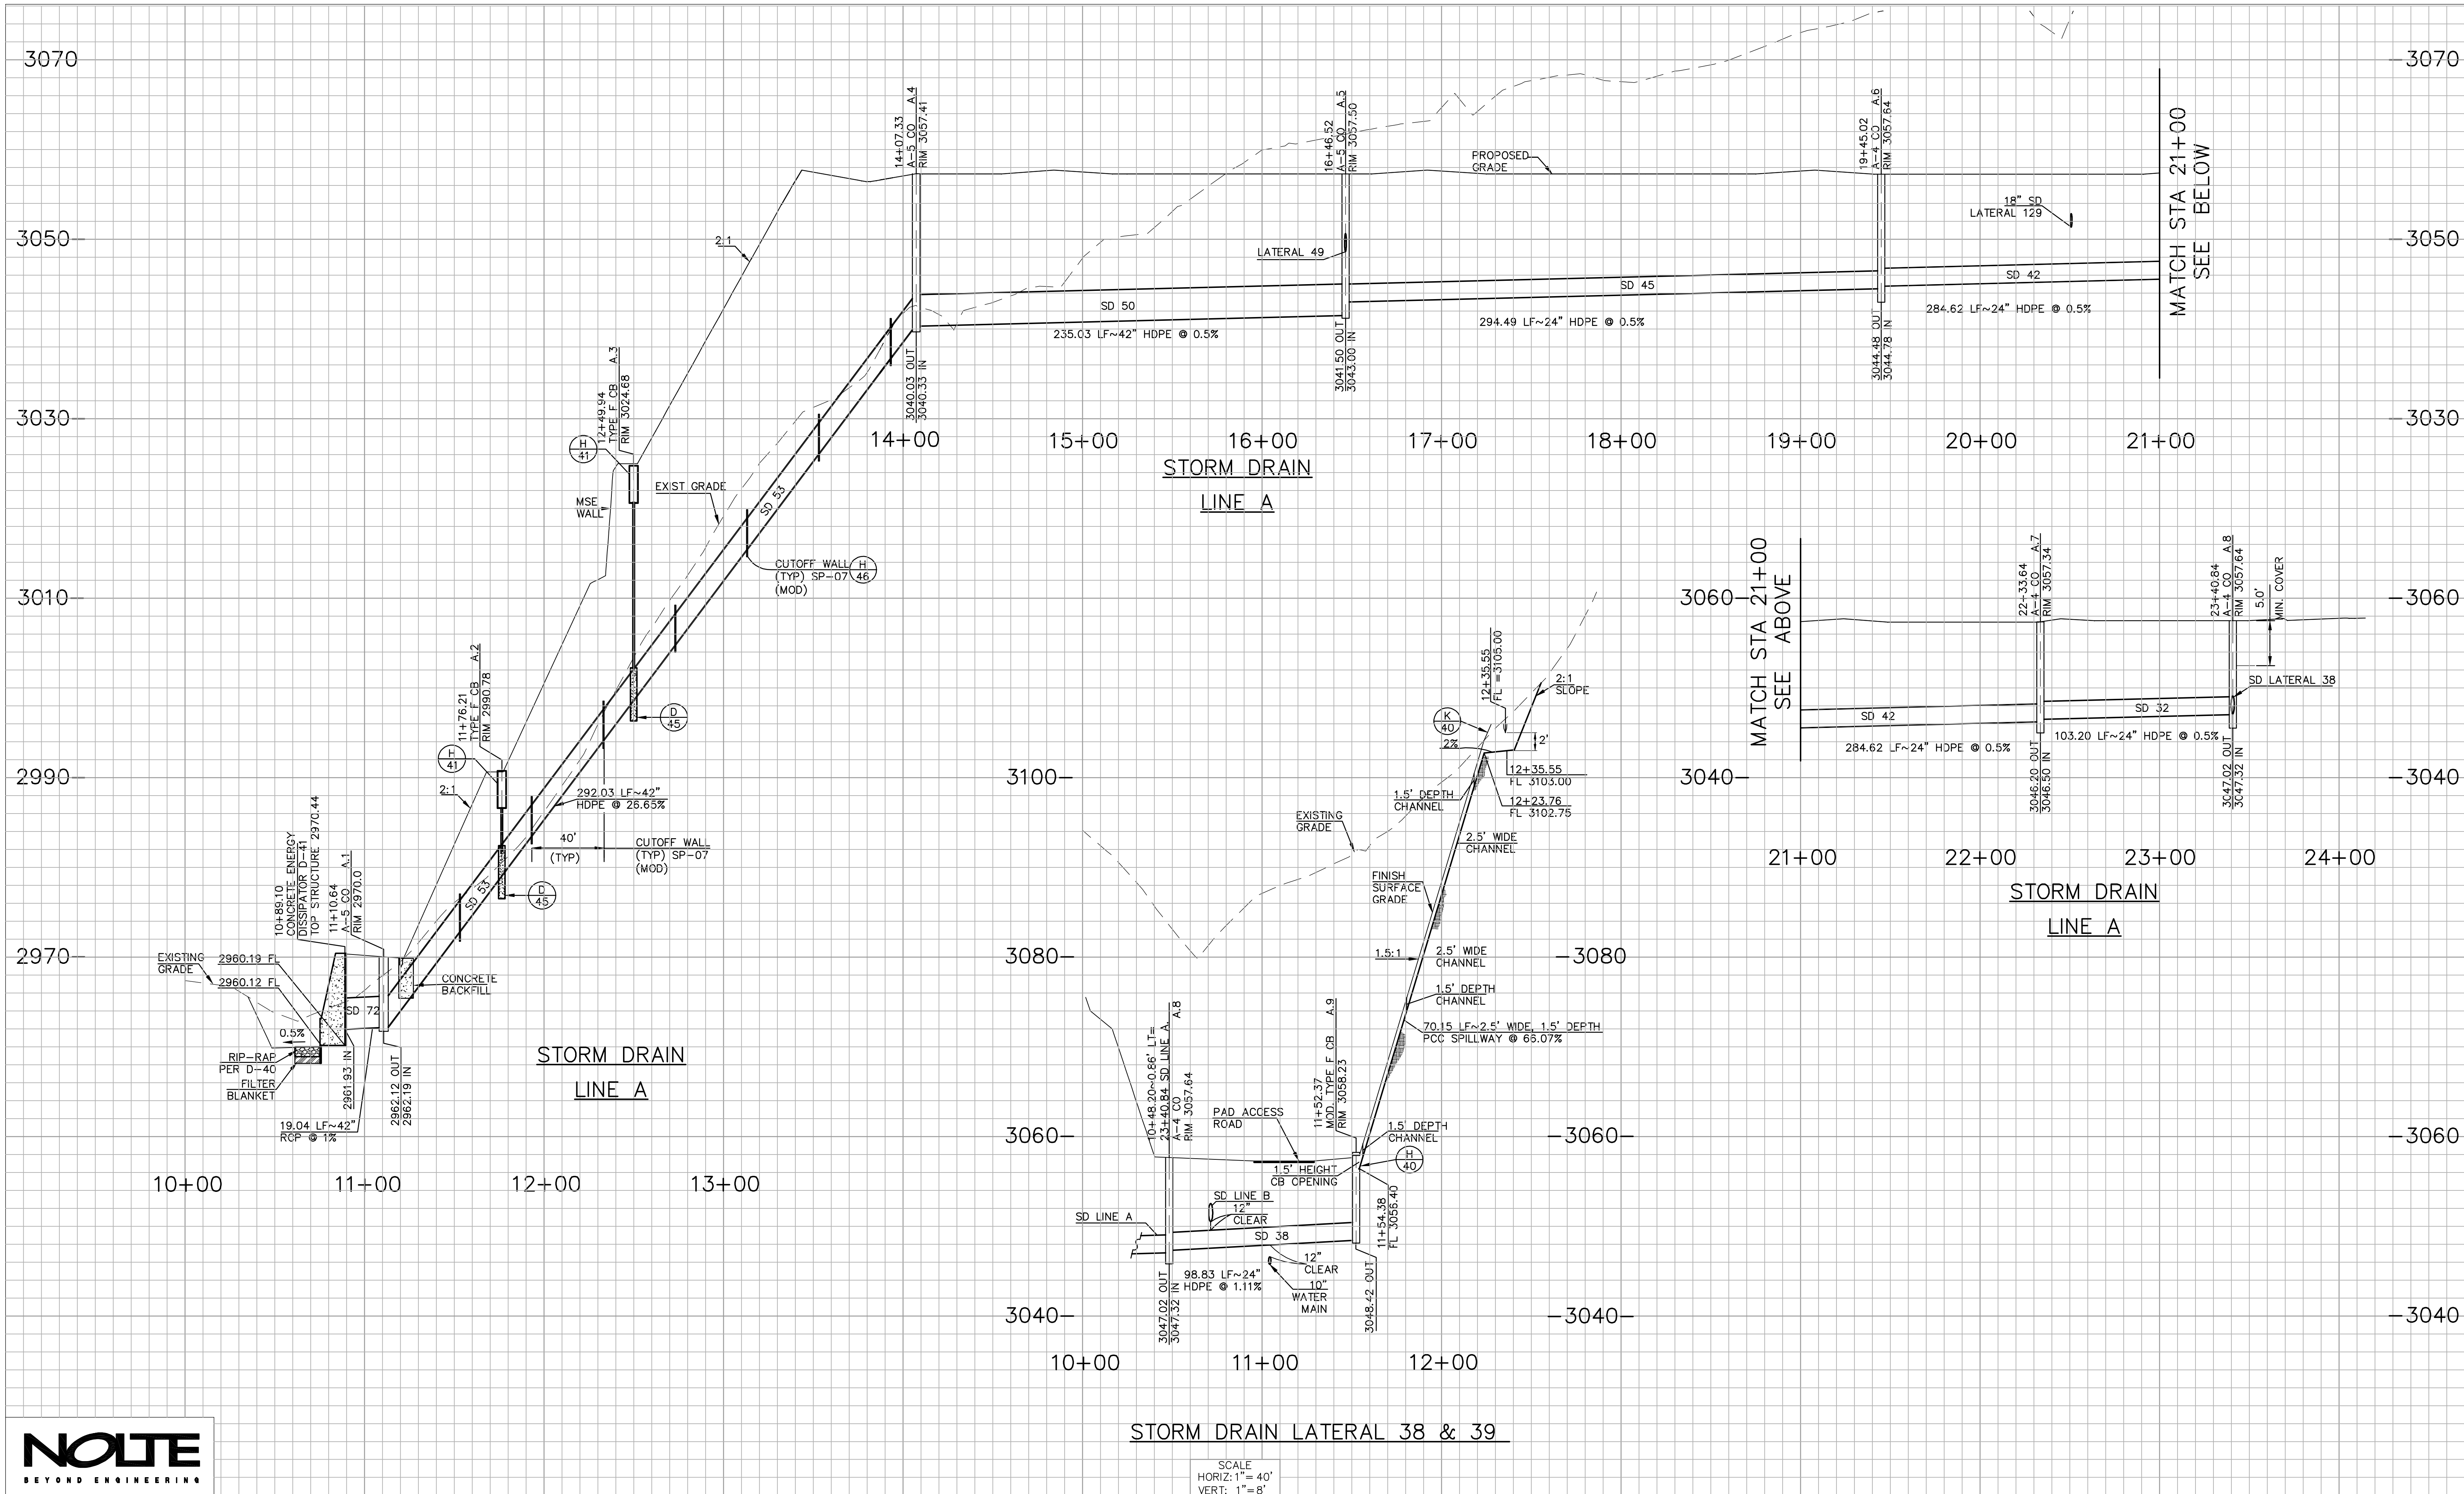 3070
3050
3030
3010
2990
2970
14+07.33
A-5 CO A.4
RIM 3057.41
16+46.52
A-5 CO A.5
RIM 3057.50
PROPOSED
GRADE
19+45.02
A-4 CO A.6
RIM 3057.64
18" SD
LATERAL 129
MATCH STA 21+00
SEE BELOW
-3070
-3050
-3030
2:1
LATERAL 49
SD 50
235.03 LF~42" HDPE @ 0.5%
SD 45
294.49 LF~24" HDPE @ 0.5%
SD 42
284.62 LF~24" HDPE @ 0.5%
3040.03 OUT
3040.33 IN
3041.50 OUT
3043.00 IN
3044.48 OUT
3044.78 IN
14+00
15+00
16+00
17+00
18+00
19+00
20+00
21+00
STORM DRAIN
LINE A
12+49.94
TYPE F CB A.3
RIM 3024.68
H
41
MSE
WALL
EXIST GRADE
SD 53
CUTOFF WALL
(TYP) SP-07
(MOD)
H
46
11+76.21
TYPE F CB A.2
RIM 2990.78
H
41
2:1
D
45
292.03 LF~42"
HDPE @ 26.65%
40'
(TYP)
CUTOFF WALL
(TYP) SP-07
(MOD)
D
45
SD 53
10+89.10
CONCRETE ENERGY
DISSIPATOR D-41
TOP STRUCTURE 2970.44
11+10.64
A-5 CO A.1
RIM 2970.0
EXISTING
GRADE
2960.19 FL
2960.12 FL
CONCRETE
BACKFILL
SD 72
0.5%
RIP-RAP
PER D-40
FILTER
BLANKET
2961.93 IN
2962.12 OUT
2962.19 IN
19.04 LF~42"
RCP @ 1%
STORM DRAIN
LINE A
10+00
11+00
12+00
13+00
3100-
3080-
3060-
3040-
12+35.55
FL =3105.00
K
40
2%
2:1
SLOPE
2'
12+35.55
FL 3103.00
12+23.76
FL 3102.75
1.5' DEPTH
CHANNEL
EXISTING
GRADE
2.5' WIDE
CHANNEL
FINISH
SURFACE
GRADE
1.5:1
2.5' WIDE
CHANNEL
1.5' DEPTH
CHANNEL
70.15 LF~2.5' WIDE, 1.5' DEPTH
PCC SPILLWAY @ 66.07%
-3080
-3060-
-3040-
10+48.20~0.86' LT=
23+40.84 SD LINE A
A-4 CO A.8
RIM 3057.64
PAD ACCESS
ROAD
11+52.37
MOD. TYPE F CB A.9
RIM 3058.23
1.5' DEPTH
CHANNEL
H
40
1.5' HEIGHT
CB OPENING
SD LINE B
12"
CLEAR
SD LINE A
SD 38
11+54.38
FL 3056.40
12"
CLEAR
98.83 LF~24"
HDPE @ 1.11%
10"
WATER
MAIN
3047.02 OUT
3047.32 IN
3048.42 OUT
10+00
11+00
12+00
STORM DRAIN LATERAL 38 & 39
SCALE
HORIZ: 1"= 40'
VERT: 1"=8'
MATCH STA 21+00
SEE ABOVE
3060-
3040-
22+33.64
A-4 CO A.7
RIM 3057.34
23+40.84
A-4 CO A.8
RIM 3057.64
5.0'
MIN. COVER
SD LATERAL 38
SD 42
284.62 LF~24" HDPE @ 0.5%
SD 32
103.20 LF~24" HDPE @ 0.5%
3046.20 OUT
3046.50 IN
3047.02 OUT
3047.32 IN
21+00
22+00
23+00
24+00
STORM DRAIN
LINE A
-3060
-3040
-3060
-3040
NOLTE
BEYOND ENGINEERING